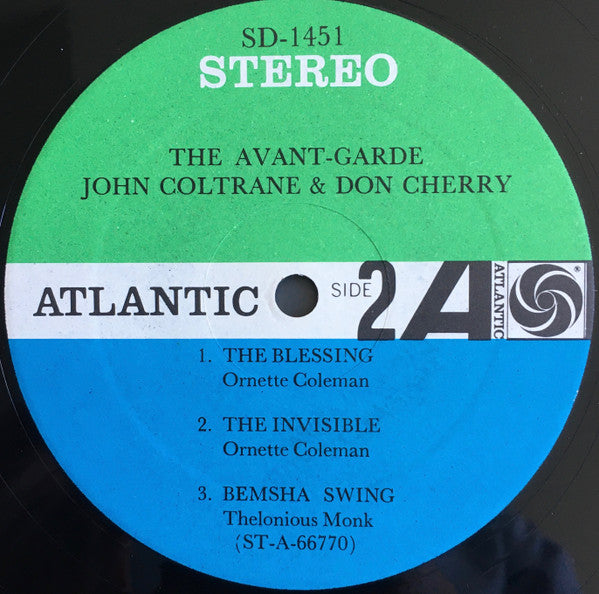 SD-1451
STEREO
THE AVANT-GARDE
JOHN COLTRANE & DON CHERRY
ATLANTIC SIDE 2 A ATLANTIC ®
1. THE BLESSING
Ornette Coleman
2. THE INVISIBLE
Ornette Coleman
3. BEMSHA SWING
Thelonious Monk
(ST-A-66770)